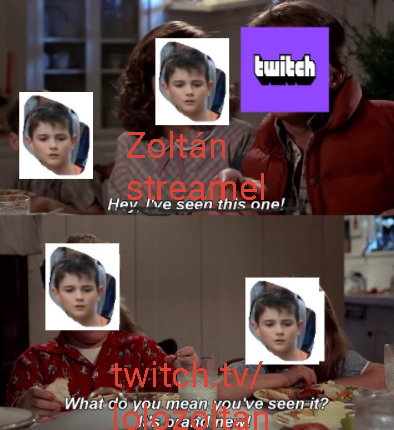 twitch
Zoltán
streamel
Hey, I've seen this one!
twitch.tv/
What do you mean you've seen it?
lolozoltan
It's brand new!